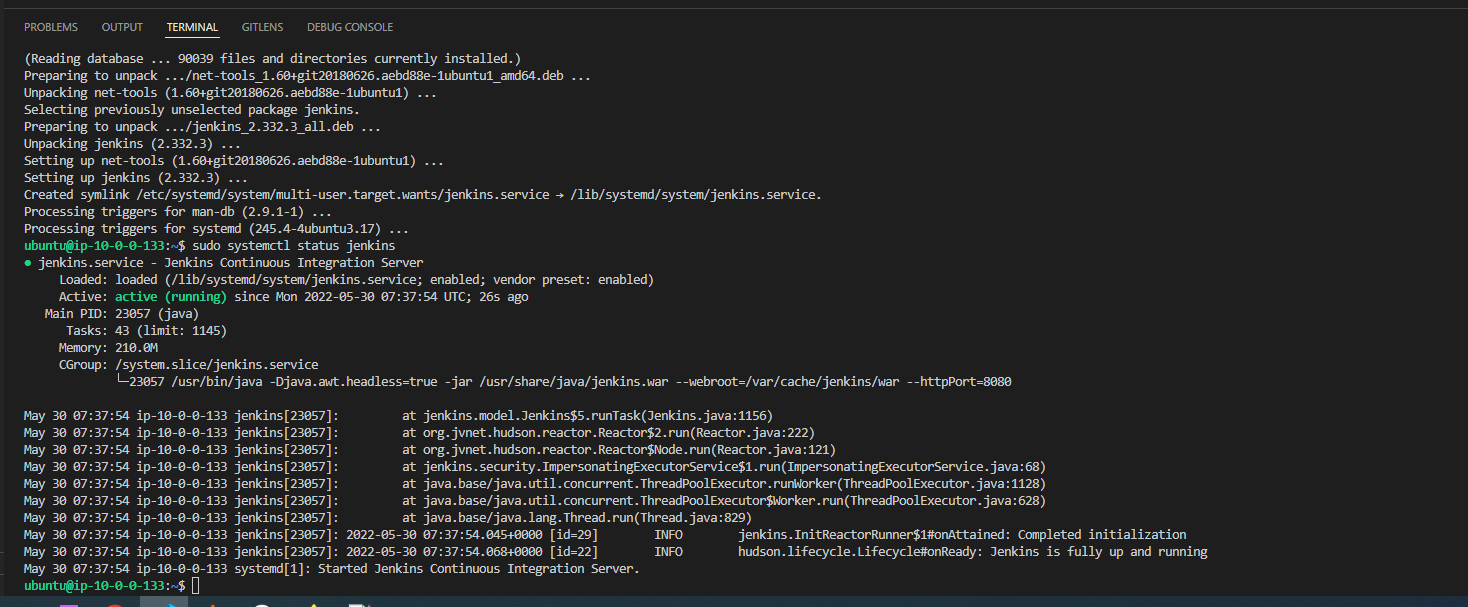 PROBLEMS OUTPUT TERMINAL GITLENS DEBUG CONSOLE
(Reading database ... 90039 files and directories currently installed.)
Preparing to unpack .../net-tools_1.60+git20180626.aebd88e-1ubuntu1_amd64.deb ...
Unpacking net-tools (1.60+git20180626.aebd88e-1ubuntu1) ...
Selecting previously unselected package jenkins.
Preparing to unpack .../jenkins_2.332.3_all.deb ...
Unpacking jenkins (2.332.3) ...
Setting up net-tools (1.60+git20180626.aebd88e-1ubuntu1) ...
Setting up jenkins (2.332.3) ...
Created symlink /etc/systemd/system/multi-user.target.wants/jenkins.service → /lib/systemd/system/jenkins.service.
Processing triggers for man-db (2.9.1-1) ...
Processing triggers for systemd (245.4-4ubuntu3.17) ...
ubuntu@ip-10-0-0-133:~$ sudo systemctl status jenkins
● jenkins.service - Jenkins Continuous Integration Server
Loaded: loaded (/lib/systemd/system/jenkins.service; enabled; vendor preset: enabled)
Active: active (running) since Mon 2022-05-30 07:37:54 UTC; 26s ago
Main PID: 23057 (java)
Tasks: 43 (limit: 1145)
Memory: 210.0M
CGroup: /system.slice/jenkins.service
└─23057 /usr/bin/java -Djava.awt.headless=true -jar /usr/share/java/jenkins.war --webroot=/var/cache/jenkins/war --httpPort=8080
May 30 07:37:54 ip-10-0-0-133 jenkins[23057]: at jenkins.model.Jenkins$5.runTask(Jenkins.java:1156)
May 30 07:37:54 ip-10-0-0-133 jenkins[23057]: at org.jvnet.hudson.reactor.Reactor$2.run(Reactor.java:222)
May 30 07:37:54 ip-10-0-0-133 jenkins[23057]: at org.jvnet.hudson.reactor.Reactor$Node.run(Reactor.java:121)
May 30 07:37:54 ip-10-0-0-133 jenkins[23057]: at jenkins.security.ImpersonatingExecutorService$1.run(ImpersonatingExecutorService.java:68)
May 30 07:37:54 ip-10-0-0-133 jenkins[23057]: at java.base/java.util.concurrent.ThreadPoolExecutor.runWorker(ThreadPoolExecutor.java:1128)
May 30 07:37:54 ip-10-0-0-133 jenkins[23057]: at java.base/java.util.concurrent.ThreadPoolExecutor$Worker.run(ThreadPoolExecutor.java:628)
May 30 07:37:54 ip-10-0-0-133 jenkins[23057]: at java.base/java.lang.Thread.run(Thread.java:829)
May 30 07:37:54 ip-10-0-0-133 jenkins[23057]: 2022-05-30 07:37:54.045+0000 [id=29] INFO jenkins.InitReactorRunner$1#onAttained: Completed initialization
May 30 07:37:54 ip-10-0-0-133 jenkins[23057]: 2022-05-30 07:37:54.068+0000 [id=22] INFO hudson.lifecycle.Lifecycle#onReady: Jenkins is fully up and running
May 30 07:37:54 ip-10-0-0-133 systemd[1]: Started Jenkins Continuous Integration Server.
ubuntu@ip-10-0-0-133:~$